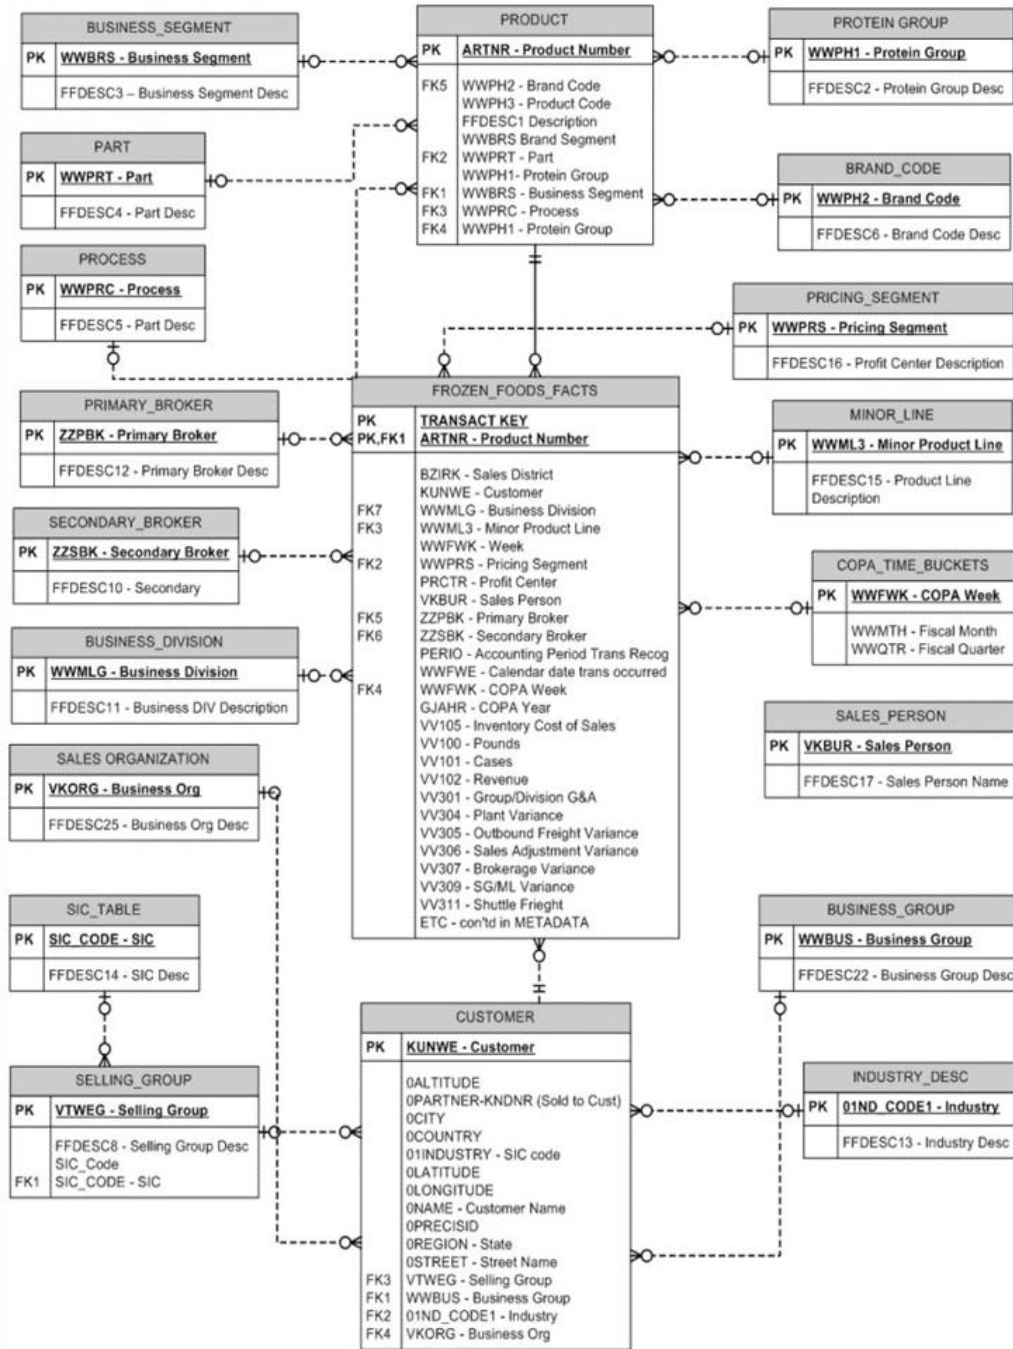 BUSINESS_SEGMENT
PK WWBRS - Business Segment
FFDESC3 – Business Segment Desc
PRODUCT
PK ARTNR - Product Number
FK5 WWPH2 - Brand Code
WWPH3 - Product Code
FFDESC1 Description
WWBRS Brand Segment
FK2 WWPRT - Part
WWPH1- Protein Group
FK1 WWBRS - Business Segment
FK3 WWPRC - Process
FK4 WWPH1 - Protein Group
PROTEIN GROUP
PK WWPH1 - Protein Group
FFDESC2 - Protein Group Desc
PART
PK WWPRT - Part
FFDESC4 - Part Desc
BRAND_CODE
PK WWPH2 - Brand Code
FFDESC6 - Brand Code Desc
PROCESS
PK WWPRC - Process
FFDESC5 - Part Desc
PRICING_SEGMENT
PK WWPRS - Pricing Segment
FFDESC16 - Profit Center Description
PRIMARY_BROKER
PK ZZPBK - Primary Broker
FFDESC12 - Primary Broker Desc
FROZEN_FOODS_FACTS
PK TRANSACT KEY
PK,FK1 ARTNR - Product Number
BZIRK - Sales District
KUNWE - Customer
FK7 WWMLG - Business Division
FK3 WWML3 - Minor Product Line
WWFWK - Week
FK2 WWPRS - Pricing Segment
PRCTR - Profit Center
VKBUR - Sales Person
FK5 ZZPBK - Primary Broker
FK6 ZZSBK - Secondary Broker
PERIO - Accounting Period Trans Recog
WWFWE - Calendar date trans occurred
FK4 WWFWK - COPA Week
GJAHR - COPA Year
VV105 - Inventory Cost of Sales
VV100 - Pounds
VV101 - Cases
VV102 - Revenue
VV301 - Group/Division G&A
VV304 - Plant Variance
VV305 - Outbound Freight Variance
VV306 - Sales Adjustment Variance
VV307 - Brokerage Variance
VV309 - SG/ML Variance
VV311 - Shuttle Frieght
ETC - con'td in METADATA
MINOR_LINE
PK WWML3 - Minor Product Line
FFDESC15 - Product Line
Description
SECONDARY_BROKER
PK ZZSBK - Secondary Broker
FFDESC10 - Secondary
COPA_TIME_BUCKETS
PK WWFWK - COPA Week
WWMTH - Fiscal Month
WWQTR - Fiscal Quarter
BUSINESS_DIVISION
PK WWMLG - Business Division
FFDESC11 - Business DIV Description
SALES_PERSON
PK VKBUR - Sales Person
FFDESC17 - Sales Person Name
SALES ORGANIZATION
PK VKORG - Business Org
FFDESC25 - Business Org Desc
SIC_TABLE
PK SIC_CODE - SIC
FFDESC14 - SIC Desc
BUSINESS_GROUP
PK WWBUS - Business Group
FFDESC22 - Business Group Desc
SELLING_GROUP
PK VTWEG - Selling Group
FFDESC8 - Selling Group Desc
SIC_Code
FK1 SIC_CODE - SIC
CUSTOMER
PK KUNWE - Customer
0ALTITUDE
0PARTNER-KNDNR (Sold to Cust)
0CITY
0COUNTRY
01INDUSTRY - SIC code
0LATITUDE
0LONGITUDE
0NAME - Customer Name
0PRECISID
0REGION - State
0STREET - Street Name
FK3 VTWEG - Selling Group
FK1 WWBUS - Business Group
FK2 01ND_CODE1 - Industry
FK4 VKORG - Business Org
INDUSTRY_DESC
PK 01ND_CODE1 - Industry
FFDESC13 - Industry Desc